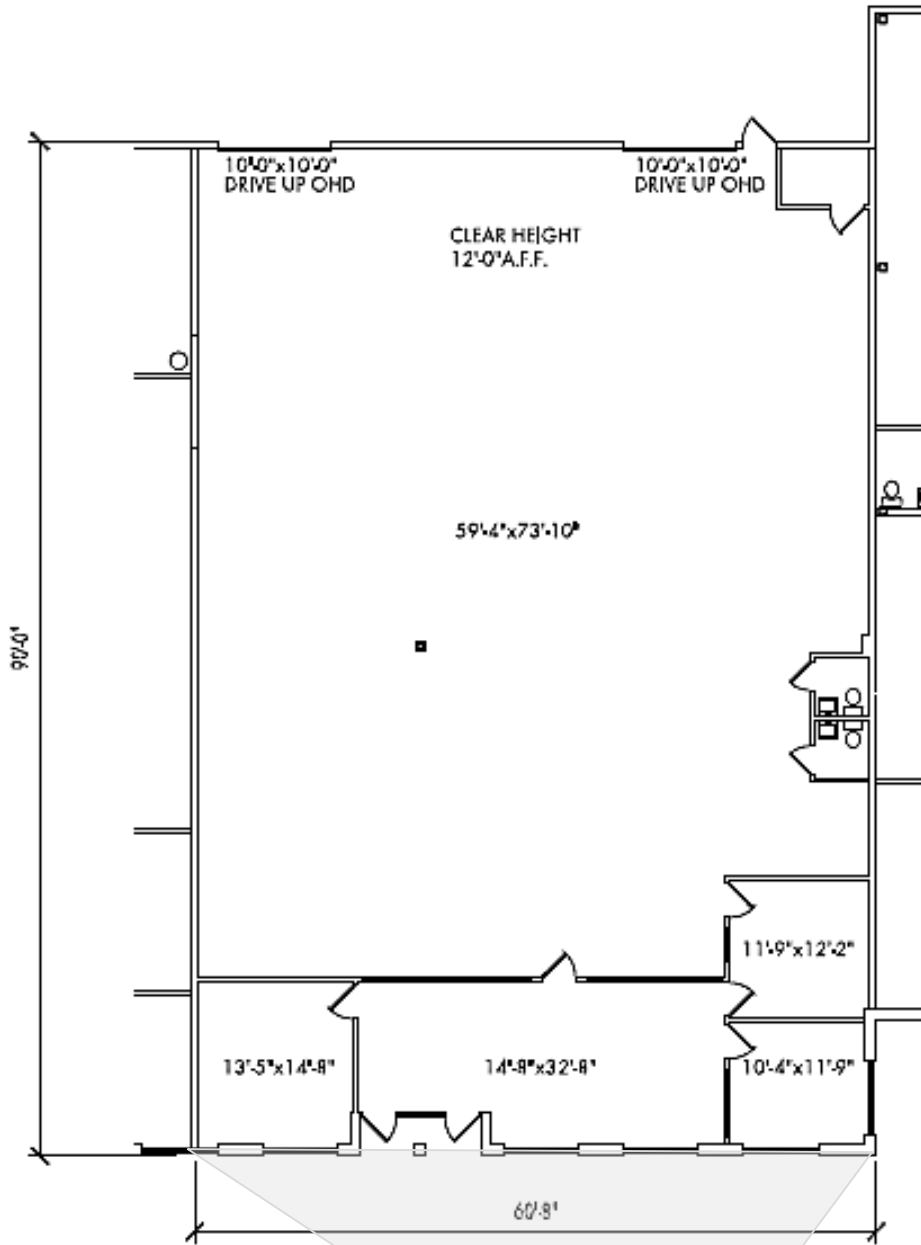 10'-0"x10'-0"
DRIVE UP OHD
10'-0"x10'-0"
DRIVE UP OHD
CLEAR HEIGHT
12'-0"A.F.F.
59'-4"x73'-10"
90'-0"
11'-9"x12'-2"
13'-5"x14'-8"
14'-8"x32'-8"
10'-4"x11'-9"
60'-8"